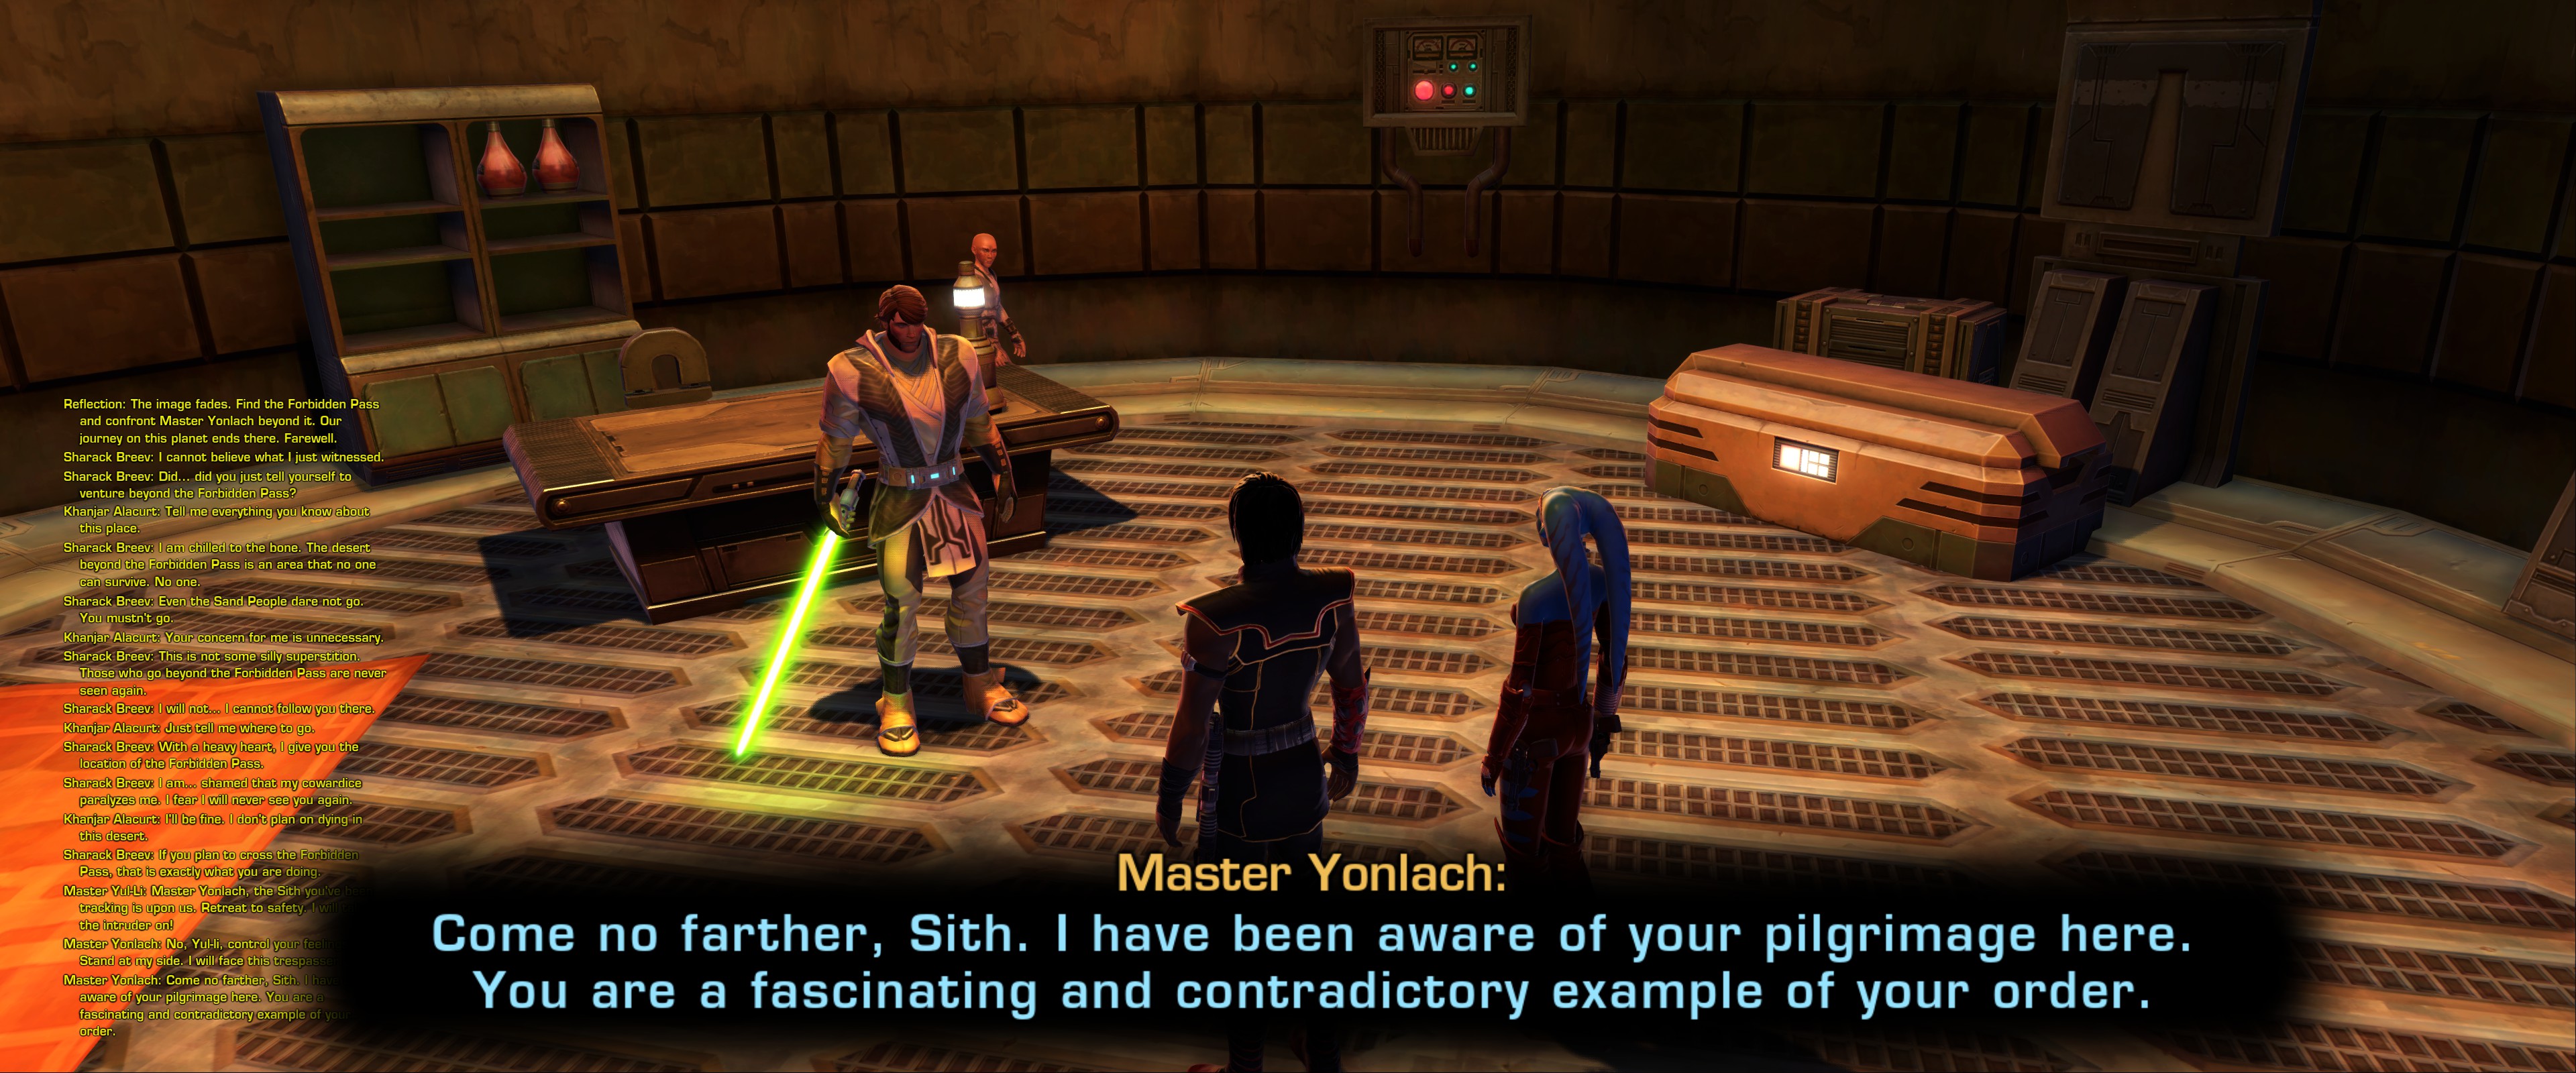 Reflection: The image fades. Find the Forbidden Pass
and confront Master Yonlach beyond it. Our
journey on this planet ends there. Farewell.
Sharack Breev: I cannot believe what I just witnessed.
Sharack Breev: Did... did you just tell yourself to
venture beyond the Forbidden Pass?
Khanjar Alacurt: Tell me everything you know about
this place.
Sharack Breev: I am chilled to the bone. The desert
beyond the Forbidden Pass is an area that no one
can survive. No one.
Sharack Breev: Even the Sand People dare not go.
You mustn't go.
Khanjar Alacurt: Your concern for me is unnecessary.
Sharack Breev: This is not some silly superstition.
Those who go beyond the Forbidden Pass are never
seen again.
Sharack Breev: I will not... I cannot follow you there.
Khanjar Alacurt: Just tell me where to go.
Sharack Breev: With a heavy heart, I give you the
location of the Forbidden Pass.
Sharack Breev: I am... shamed that my cowardice
paralyzes me. I fear I will never see you again.
Khanjar Alacurt: I'll be fine. I don't plan on dying in
this desert.
Sharack Breev: If you plan to cross the Forbidden
Pass, that is exactly what you are doing.
Master Yul-Li: Master Yonlach, the Sith you've
tracking is upon us. Retreat to safety. I will
the intruder on!
Master Yonlach: No, Yul-li, control your
Stand at my side. I will face this
Master Yonlach: Come no farther, Sith. I have
aware of your pilgrimage here. You are a
fascinating and contradictory example of your
order.
Master Yonlach:
Come no farther, Sith. I have been aware of your pilgrimage here.
You are a fascinating and contradictory example of your order.